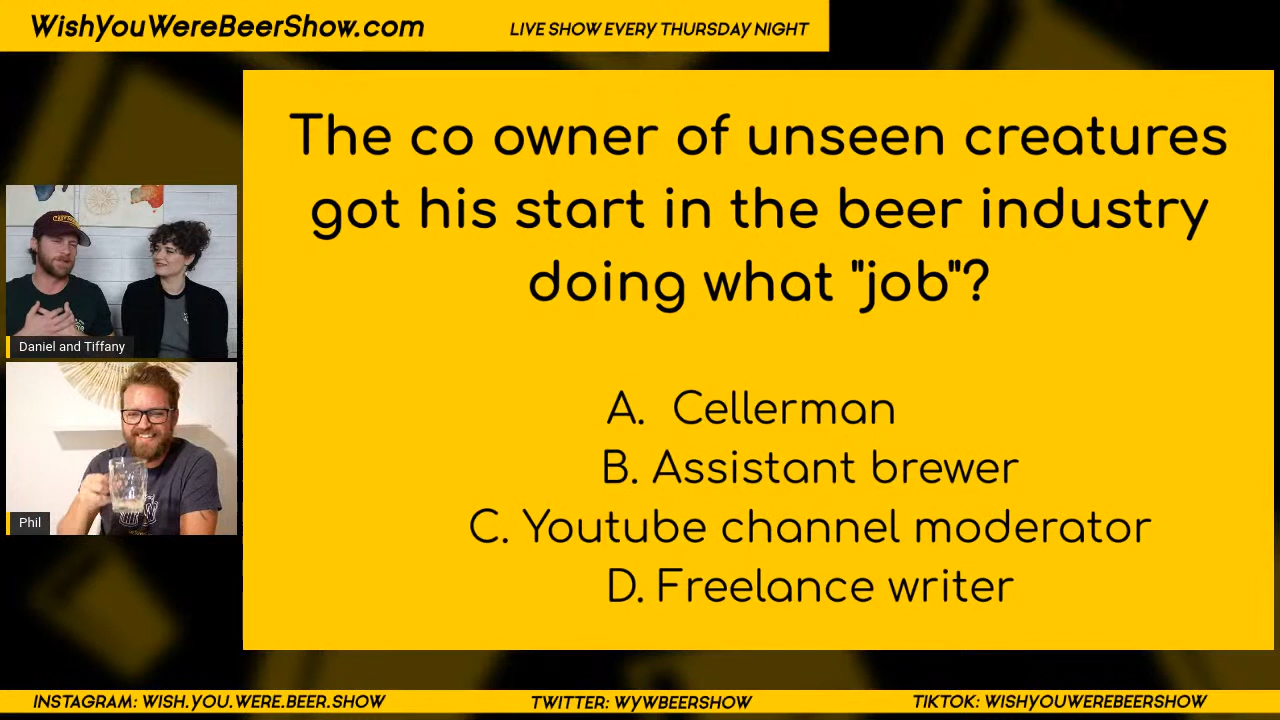 WishYouWereBeerShow.com
LIVE SHOW EVERY THURSDAY NIGHT
The co owner of unseen creatures
got his start in the beer industry
doing what "job"?
A. Cellerman
B. Assistant brewer
C. Youtube channel moderator
D. Freelance writer
Daniel and Tiffany
Phil
INSTAGRAM: WISH.YOU.WERE.BEER.SHOW
TWITTER: WYWBEERSHOW
TIKTOK: WISHYOUWEREBEERSHOW